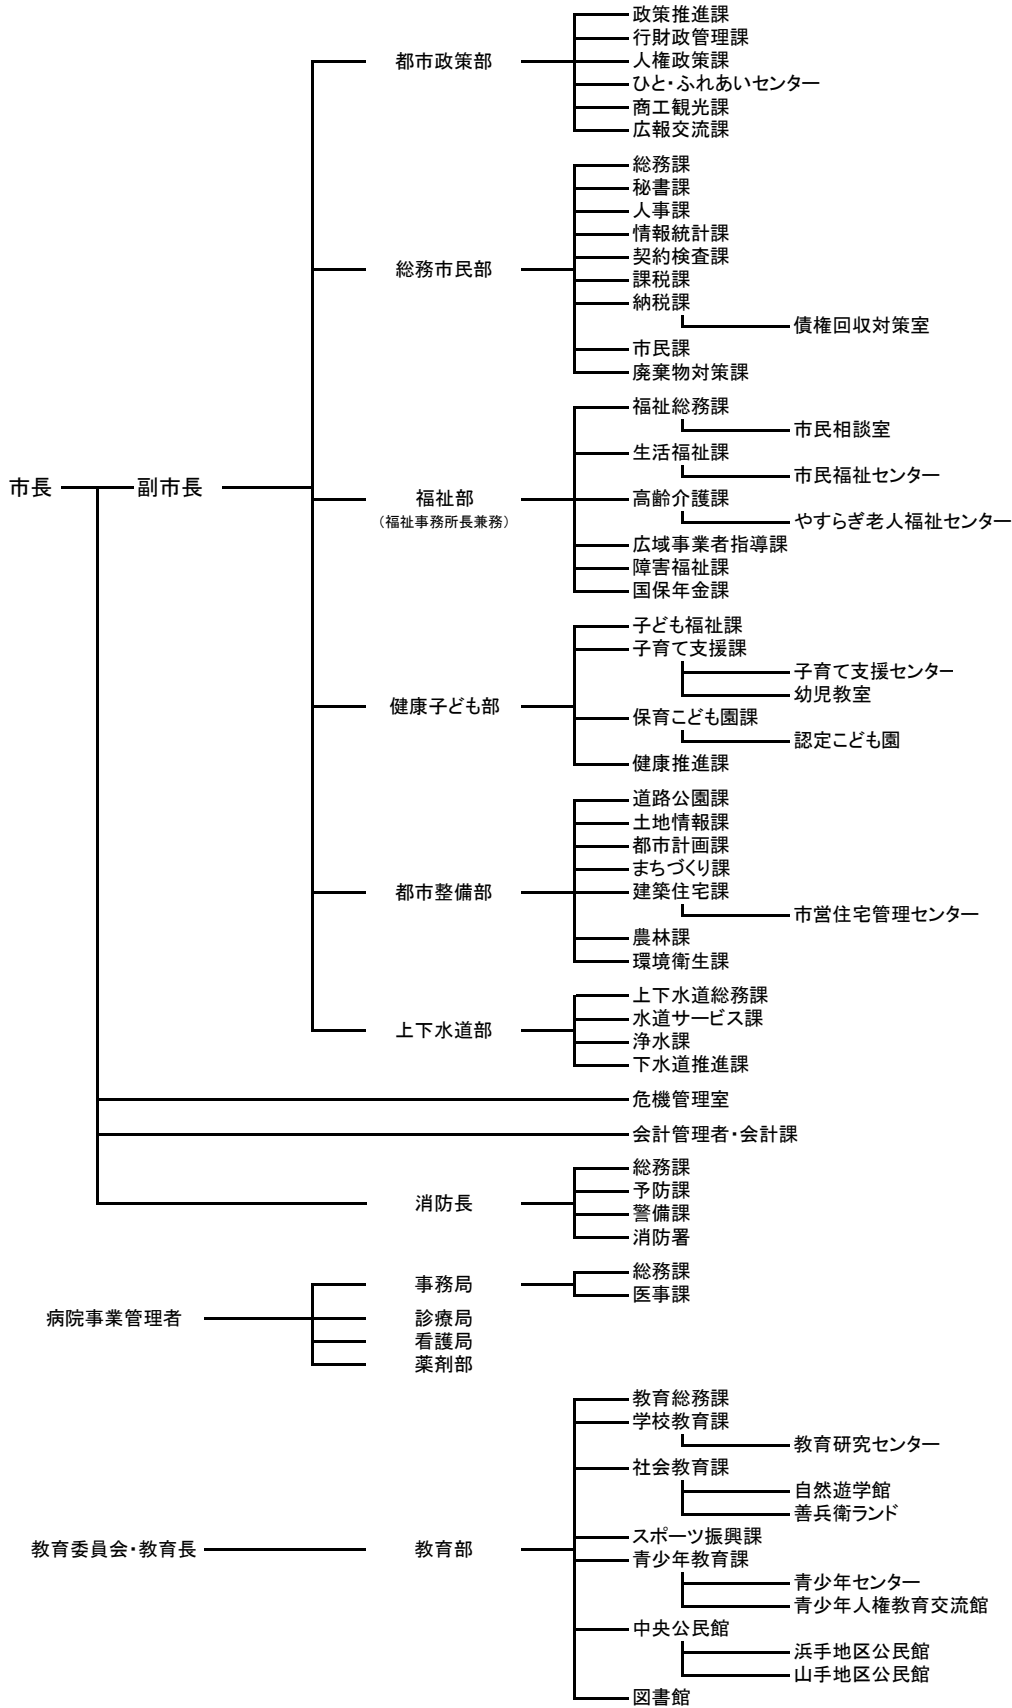 市長
副市長
都市政策部
政策推進課
行財政管理課
人権政策課
ひと・ふれあいセンター
商工観光課
広報交流課
総務市民部
総務課
秘書課
人事課
情報統計課
契約検査課
課税課
納税課
債権回収対策室
市民課
廃棄物対策課
福祉部
（福祉事務所長兼務）
福祉総務課
市民相談室
生活福祉課
市民福祉センター
高齢介護課
やすらぎ老人福祉センター
広域事業者指導課
障害福祉課
国保年金課
健康子ども部
子ども福祉課
子育て支援課
子育て支援センター
幼児教室
保育こども園課
認定こども園
健康推進課
都市整備部
道路公園課
土地情報課
都市計画課
まちづくり課
建築住宅課
市営住宅管理センター
農林課
環境衛生課
上下水道部
上下水道総務課
水道サービス課
浄水課
下水道推進課
危機管理室
会計管理者・会計課
消防長
総務課
予防課
警備課
消防署
病院事業管理者
事務局
総務課
医事課
診療局
看護局
薬剤部
教育委員会・教育長
教育部
教育総務課
学校教育課
教育研究センター
社会教育課
自然遊学館
善兵衛ランド
スポーツ振興課
青少年教育課
青少年センター
青少年人権教育交流館
中央公民館
浜手地区公民館
山手地区公民館
図書館